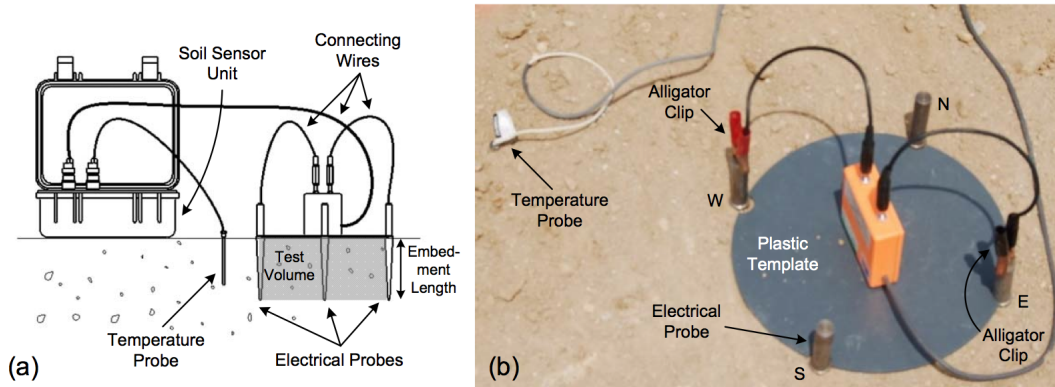 Soil Sensor
Unit
Connecting
Wires
Test
Volume
Embed-
ment
Length
Temperature
Probe
Electrical Probes
(a)
Alligator
Clip
N
Temperature
Probe
W
Plastic
Template
Electrical
Probe
E
Alligator
Clip
S
(b)